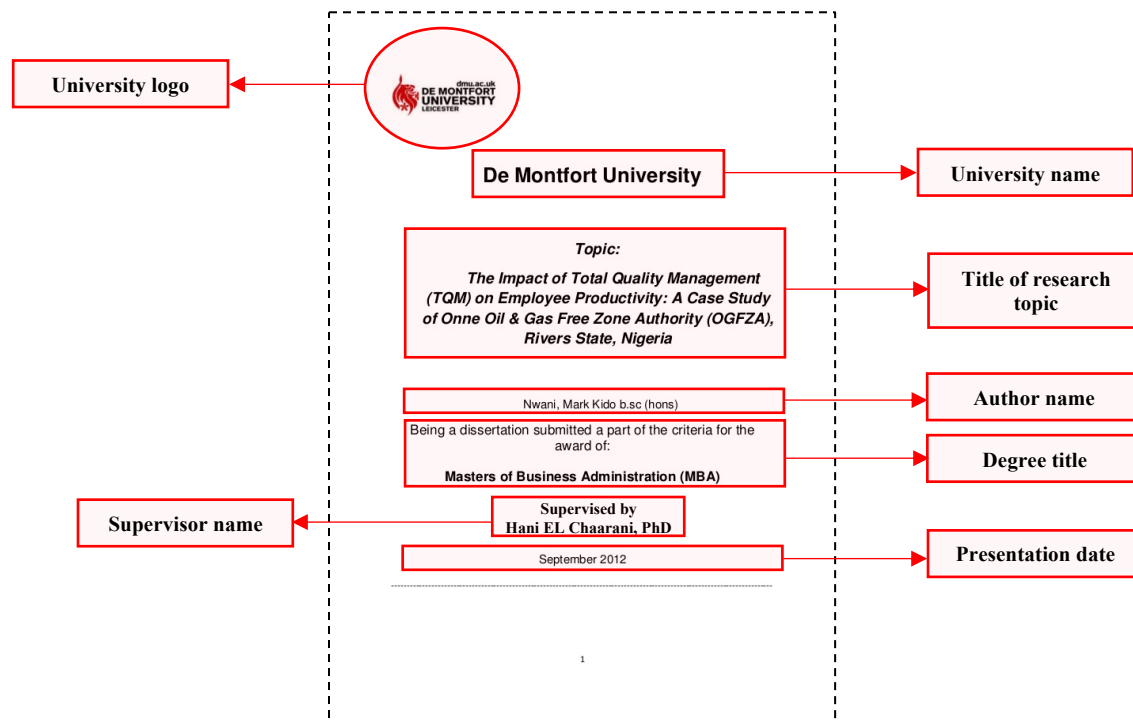 University logo
dmu.ac.uk
DE MONTFORT
UNIVERSITY
LEICESTER
De Montfort University
University name
Topic:
The Impact of Total Quality Management
(TQM) on Employee Productivity: A Case Study
of Onne Oil & Gas Free Zone Authority (OGFZA),
Rivers State, Nigeria
Title of research
topic
Nwani, Mark Kido b.sc (hons)
Author name
Being a dissertation submitted a part of the criteria for the
award of:
Masters of Business Administration (MBA)
Degree title
Supervisor name
Supervised by
Hani EL Chaarani, PhD
September 2012
Presentation date
1